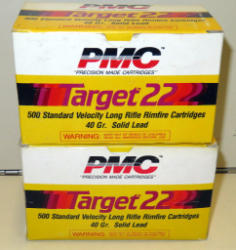 PMC
"PRECISION MADE CARTRIDGES"
Target 22
500 Standard Velocity Long Rifle Rimfire Cartridges
40 Gr. Solid Lead
WARNING:
PMC
"PRECISION MADE CARTRIDGES"
Target 22
500 Standard Velocity Long Rifle Rimfire Cartridges
40 Gr. Solid Lead
WARNING: